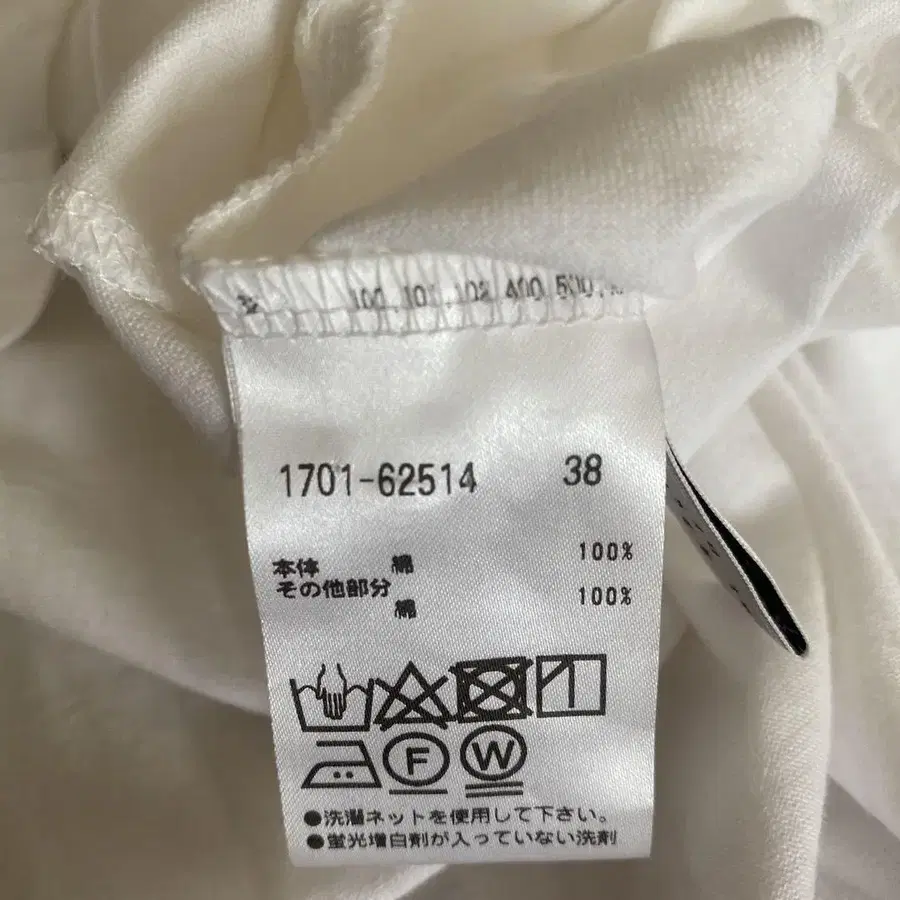 100 101 102 400 500
1701-62514 38
本体 綿 100%
その他部分
綿 100%
F W
●洗濯ネットを使用して下さい。
●蛍光増白剤が入っていない洗剤